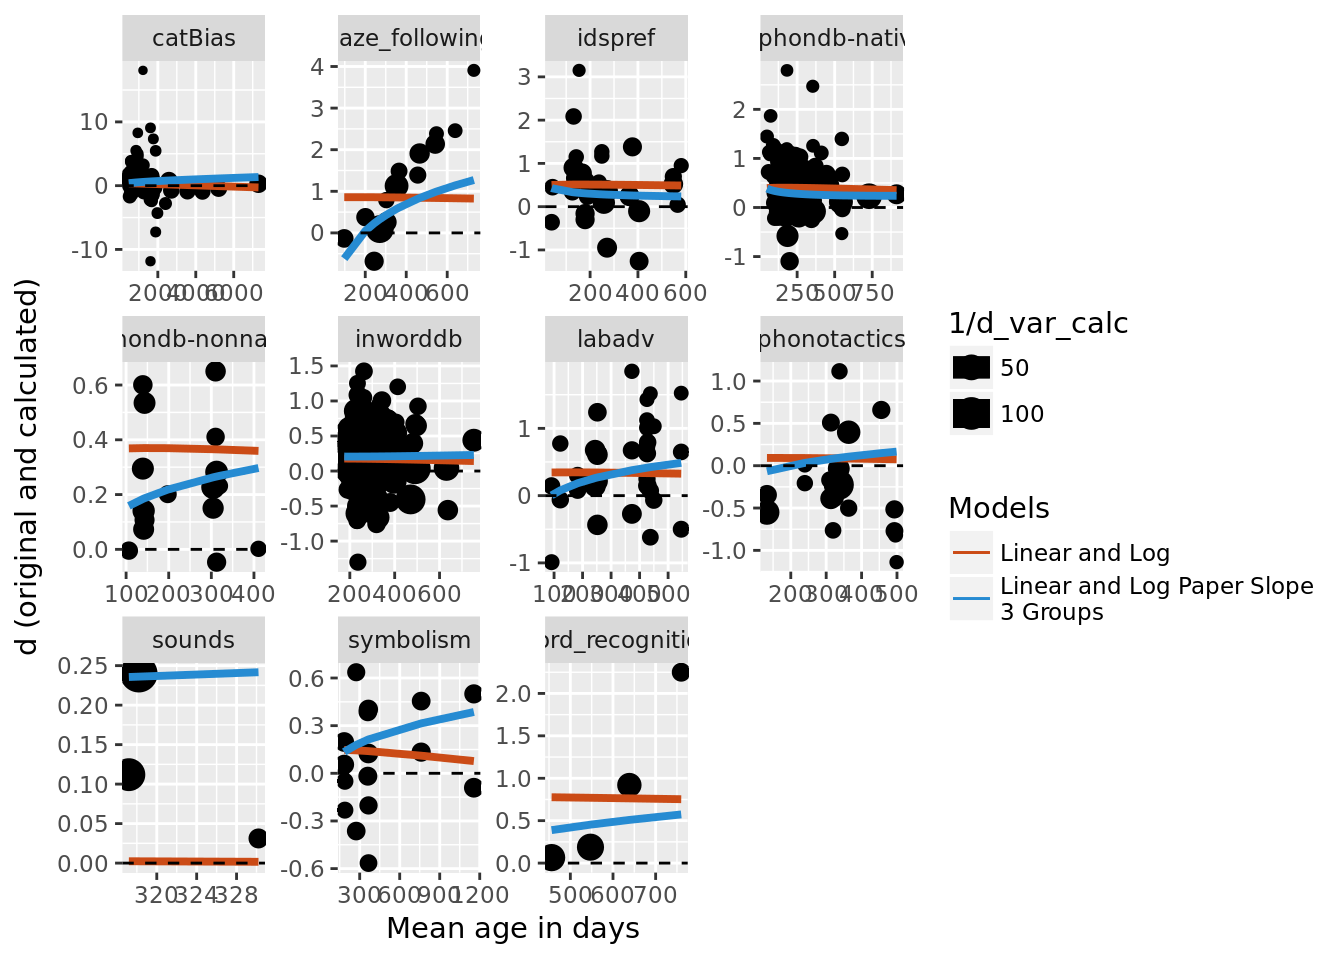 catBias
aze_following
idspref
phondb-nativ
10
0
-10
4
3
2
1
0
3
2
1
0
-1
2
1
0
-1
2000 4000 6000
200 400 600
200 400 600
250 500 750
hondb-nonna
inworddb
labadv
phonotactics
0.6
0.4
0.2
0.0
1.5
1.0
0.5
0.0
-0.5
-1.0
1
0
-1
1.0
0.5
0.0
-0.5
-1.0
100 200 300 400
200 400 600
100 200 300 400 500
200 300 400 500
sounds
symbolism
ord_recognitio
0.25
0.20
0.15
0.10
0.05
0.00
0.6
0.3
0.0
-0.3
-0.6
2.0
1.5
1.0
0.5
0.0
320 324 328
300 600 900 1200
500 600 700
Mean age in days
d (original and calculated)
1/d_var_calc
50
100
Models
Linear and Log
Linear and Log Paper Slope
3 Groups